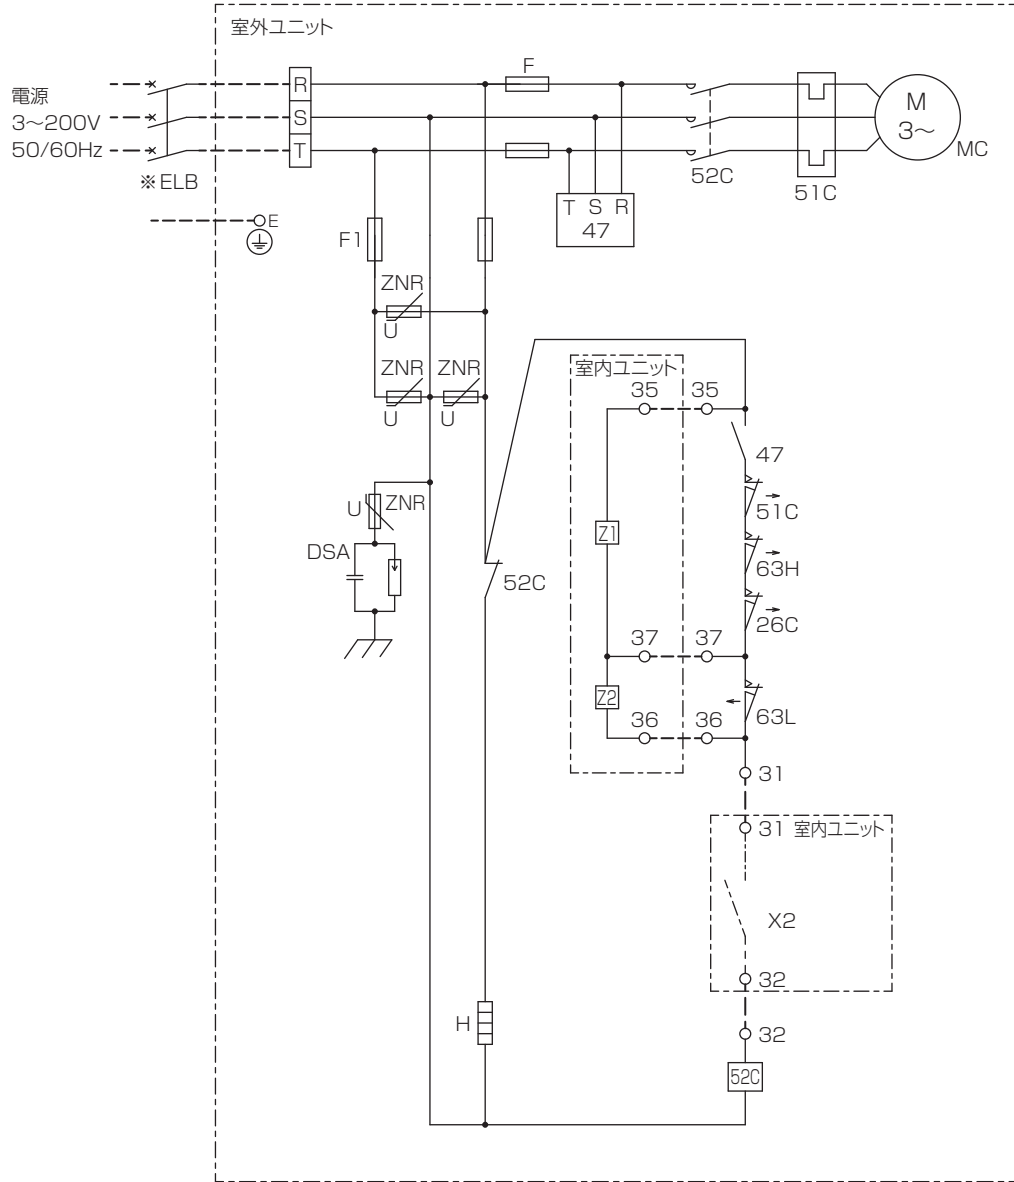 室外ユニット
F
電源
3～200V
50/60Hz
R
S
T
※ELB
E
M
3～
MC
52C
51C
T S R
47
F1
ZNR
U
ZNR
ZNR
U
U
室内ユニット
35
35
47
51C
Z1
63H
U
ZNR
DSA
52C
26C
37
37
Z2
63L
36
36
31
31
室内ユニット
X2
32
H
32
52C